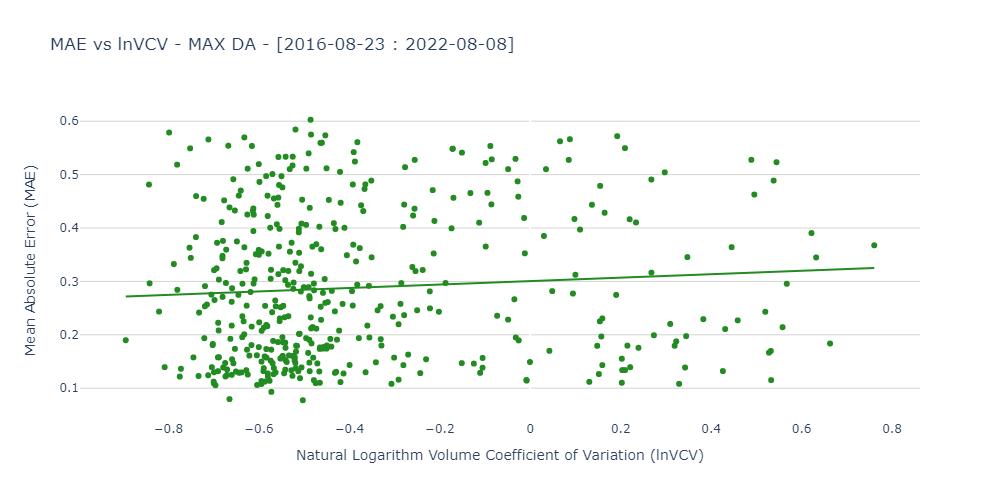 MAE vs lnVCV - MAX DA - [2016-08-23 : 2022-08-08]
Mean Absolute Error (MAE)
0.6
0.5
0.4
0.3
0.2
0.1
−0.8 −0.6 −0.4 −0.2 0 0.2 0.4 0.6 0.8
Natural Logarithm Volume Coefficient of Variation (lnVCV)